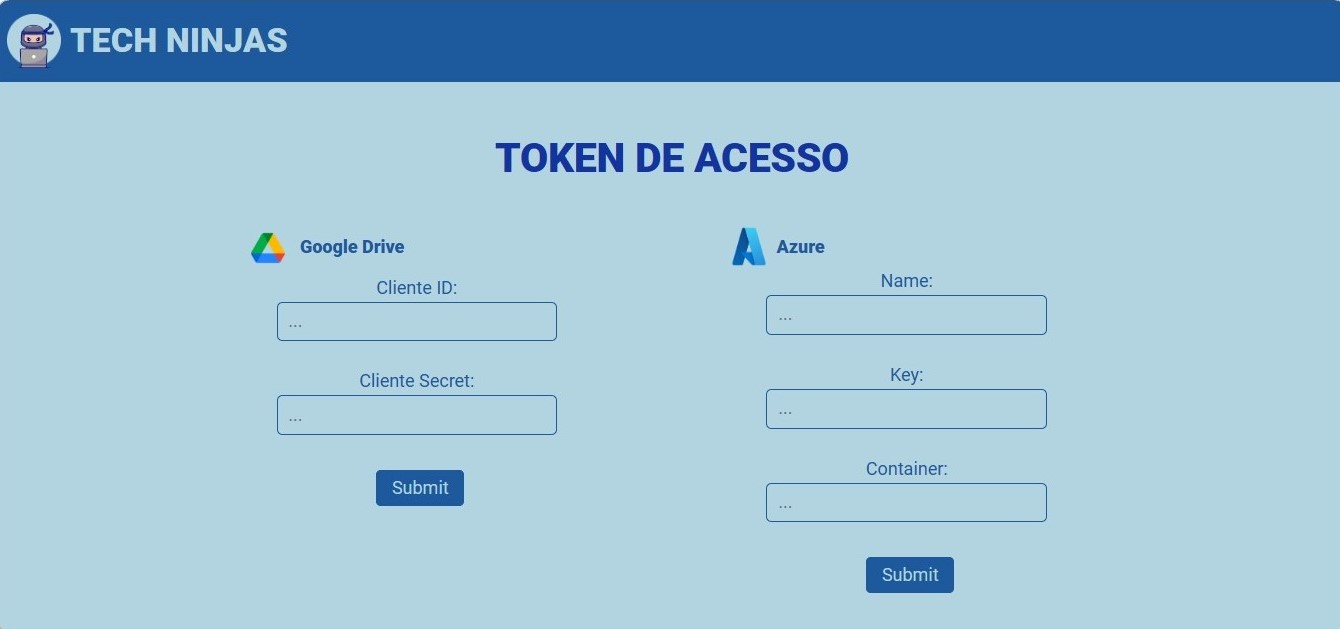 TECH NINJAS
TOKEN DE ACESSO
Google Drive
Cliente ID:
...
Cliente Secret:
...
Submit
Azure
Name:
...
Key:
...
Container:
...
Submit